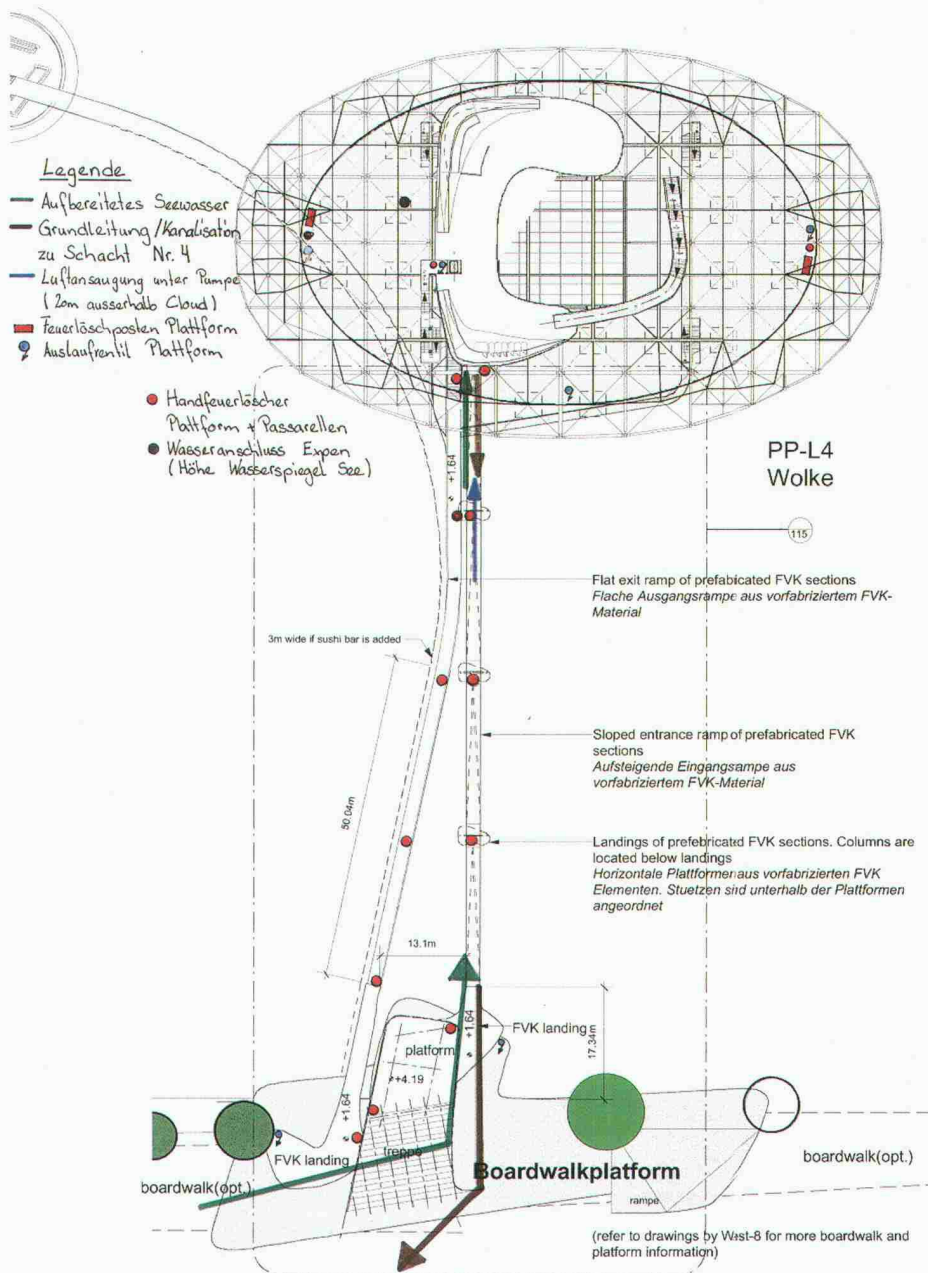 Legende
Aufbereitetes Seewasser
Grundleitung/Kanalisation
zu Schacht Nr. 4
Luftansaugung unter Pumpe
(20m ausserhalb Cloud)
Feuerlöschposten Plattform
Auslaufventil Plattform
Handfeuerlöscher
Plattform + Passarellen
Wasseranschluss Expen
(Höhe Wasserspiegel See)
PP-L4
Wolke
115
+1.64
Flat exit ramp of prefabicated FVK sections
Flache Ausgangsrampe aus vorfabriziertem FVK-
Material
3m wide if sushi bar is added
Sloped entrance ramp of prefabricated FVK
sections
Aufsteigende Eingangsrampe aus
vorfabriziertem FVK-Material
50.04m
Landings of prefebricated FVK sections. Columns are
located below landings
Horizontale Plattformen aus vorfabrizierten FVK
Elementen. Stuetzen sind unterhalb der Plattformen
angeordnet
13.1m
+1.64
FVK landing
17.34m
platform
+4.19
+1.64
FVK landing
treppe
Boardwalkplatform
boardwalk(opt.)
boardwalk(opt.)
rampe
(refer to drawings by West-8 for more boardwalk and
platform information)